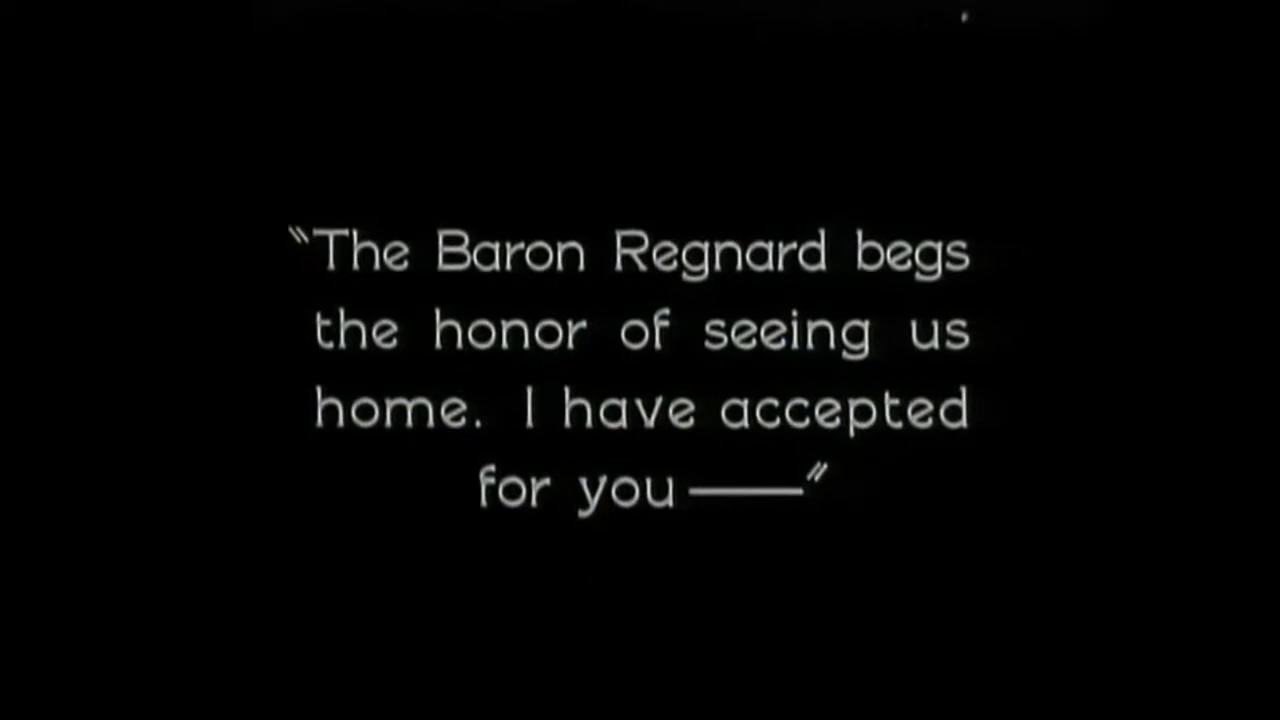 "The Baron Regnard begs
the honor of seeing us
home. I have accepted
for you ——"